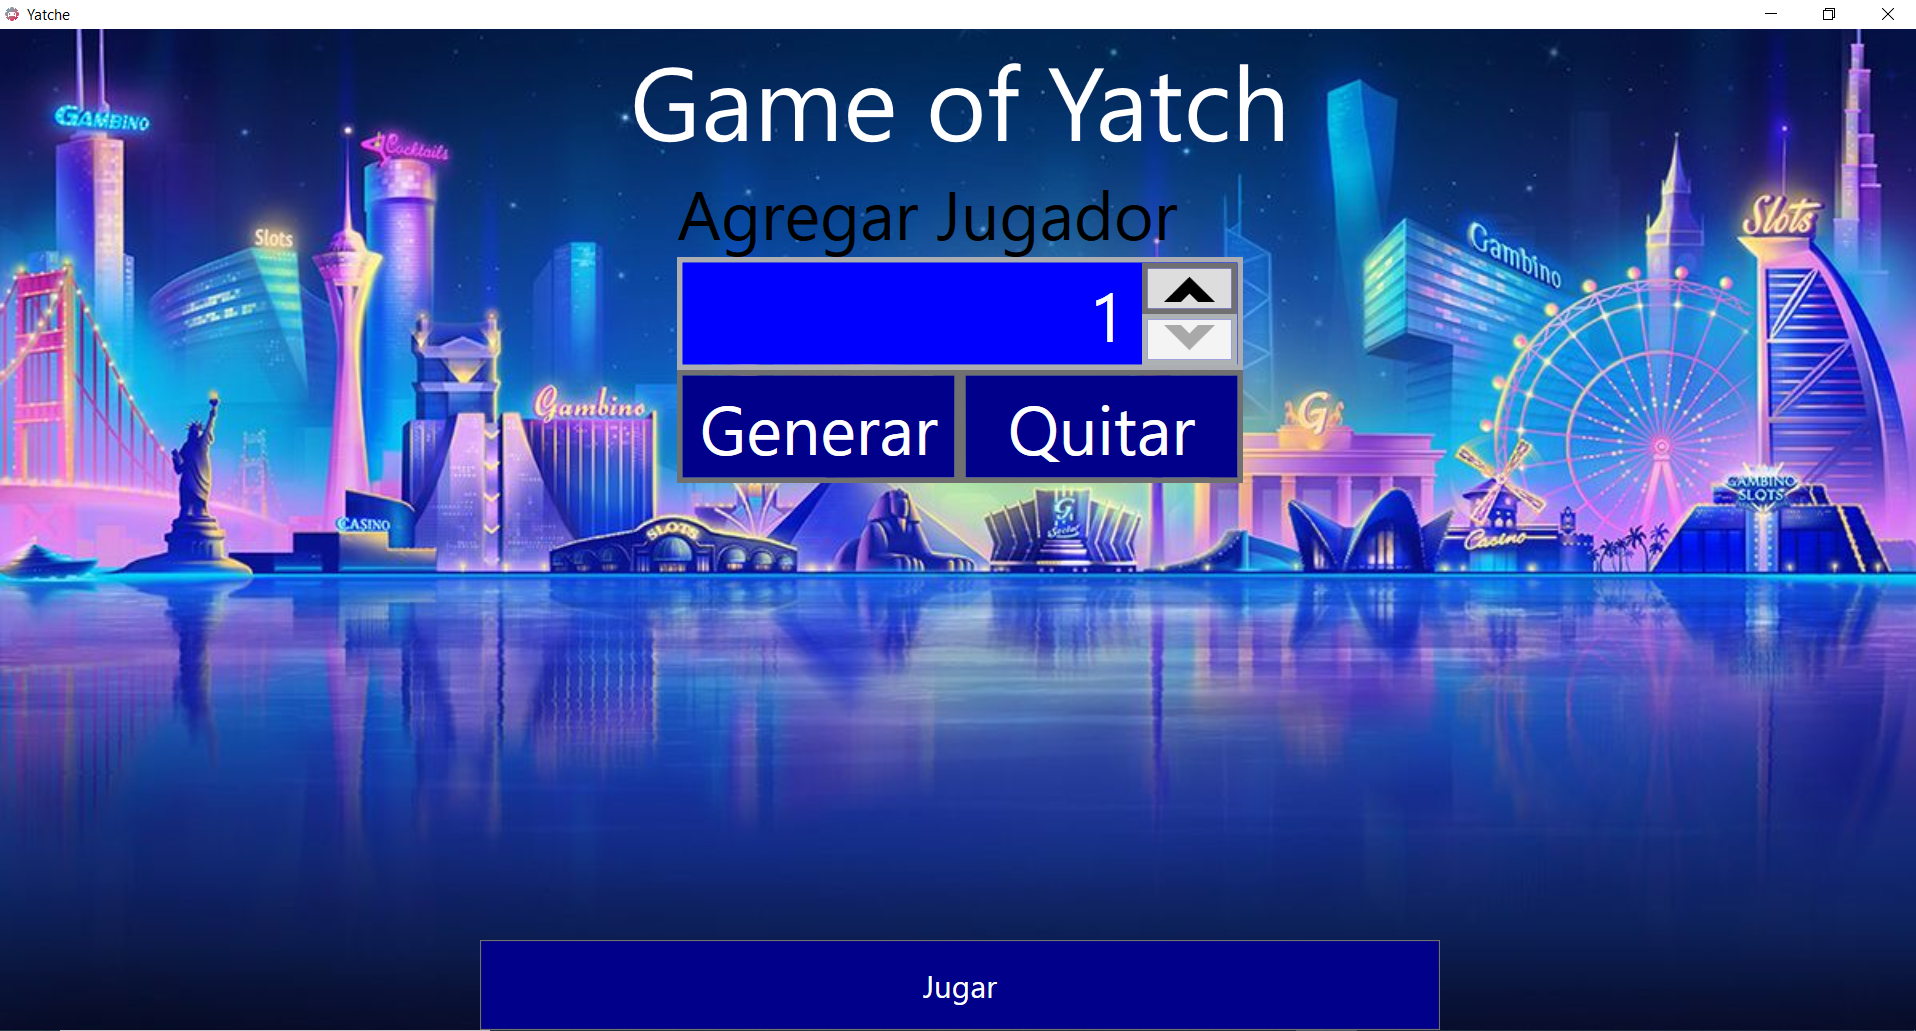 Yatche
Game of Yatch
GAMBINO
Cocktails
Agregar Jugador
Slots
Slots
Gambino
1
Gambino
G
Generar
Quitar
GAMBINO
SLOTS
CASINO
SLOTS
G
Casino
Jugar